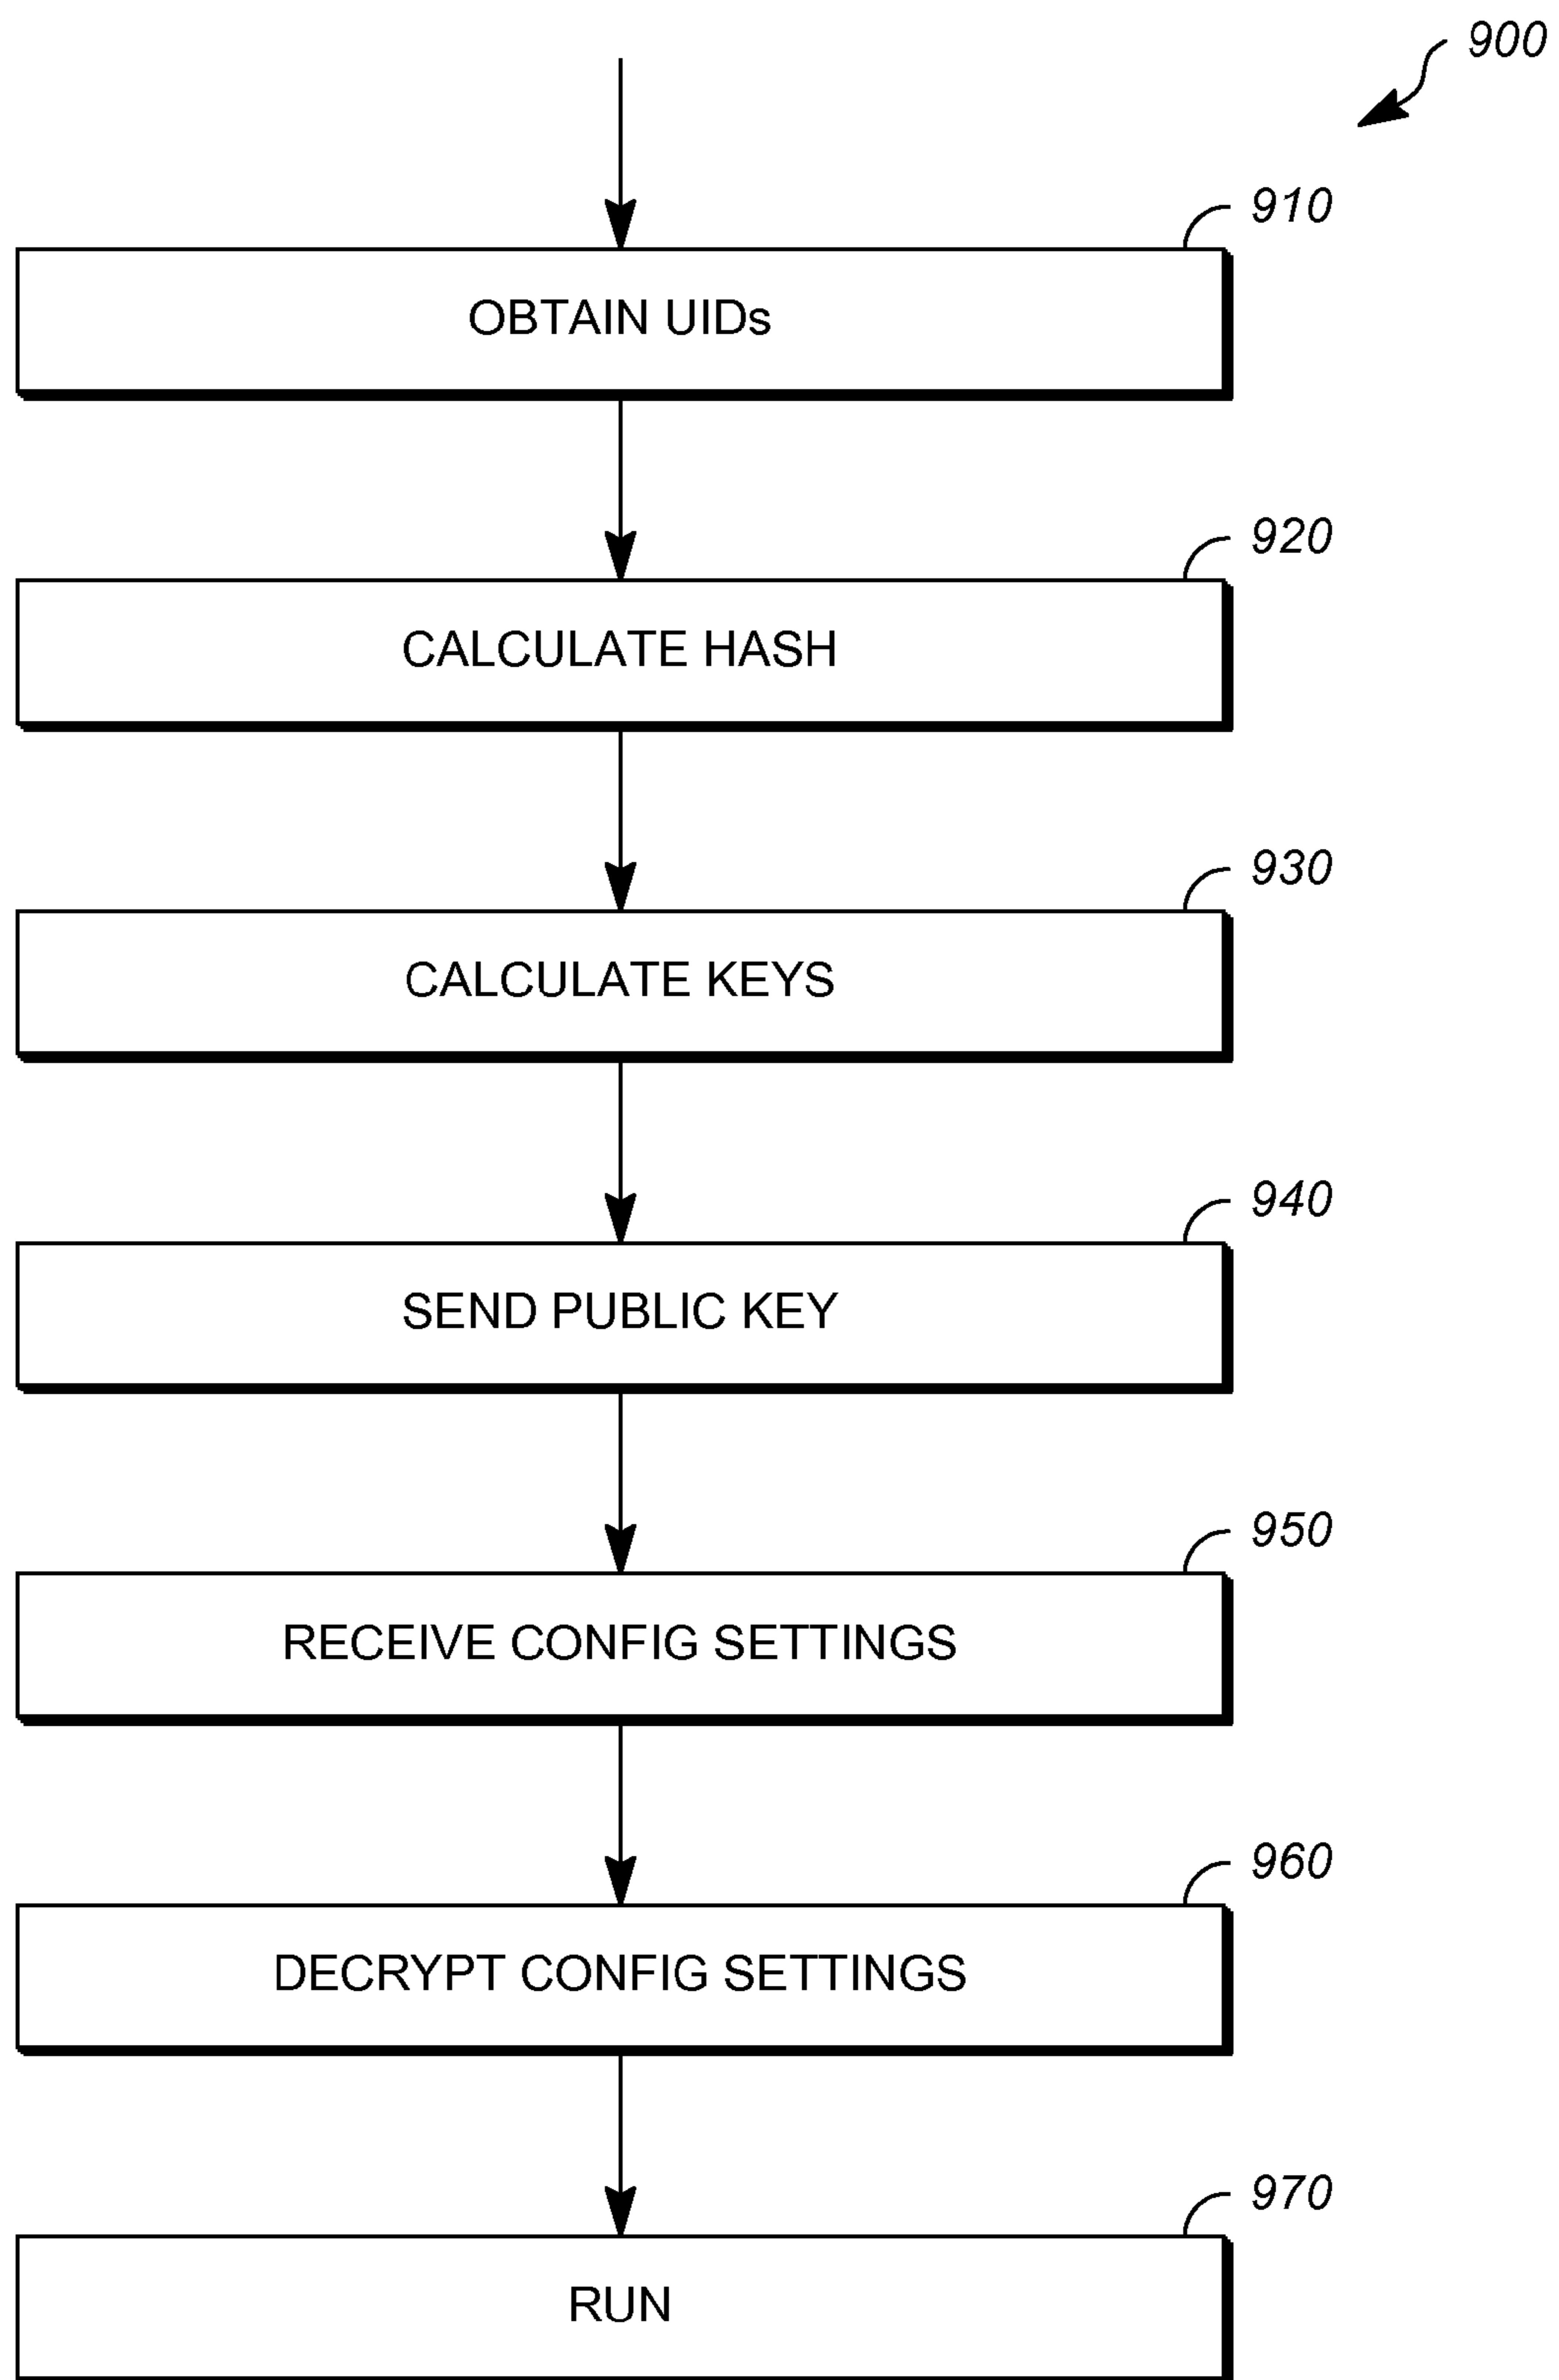 900
910
OBTAIN UIDs
920
CALCULATE HASH
930
CALCULATE KEYS
940
SEND PUBLIC KEY
950
RECEIVE CONFIG SETTINGS
960
DECRYPT CONFIG SETTINGS
970
RUN